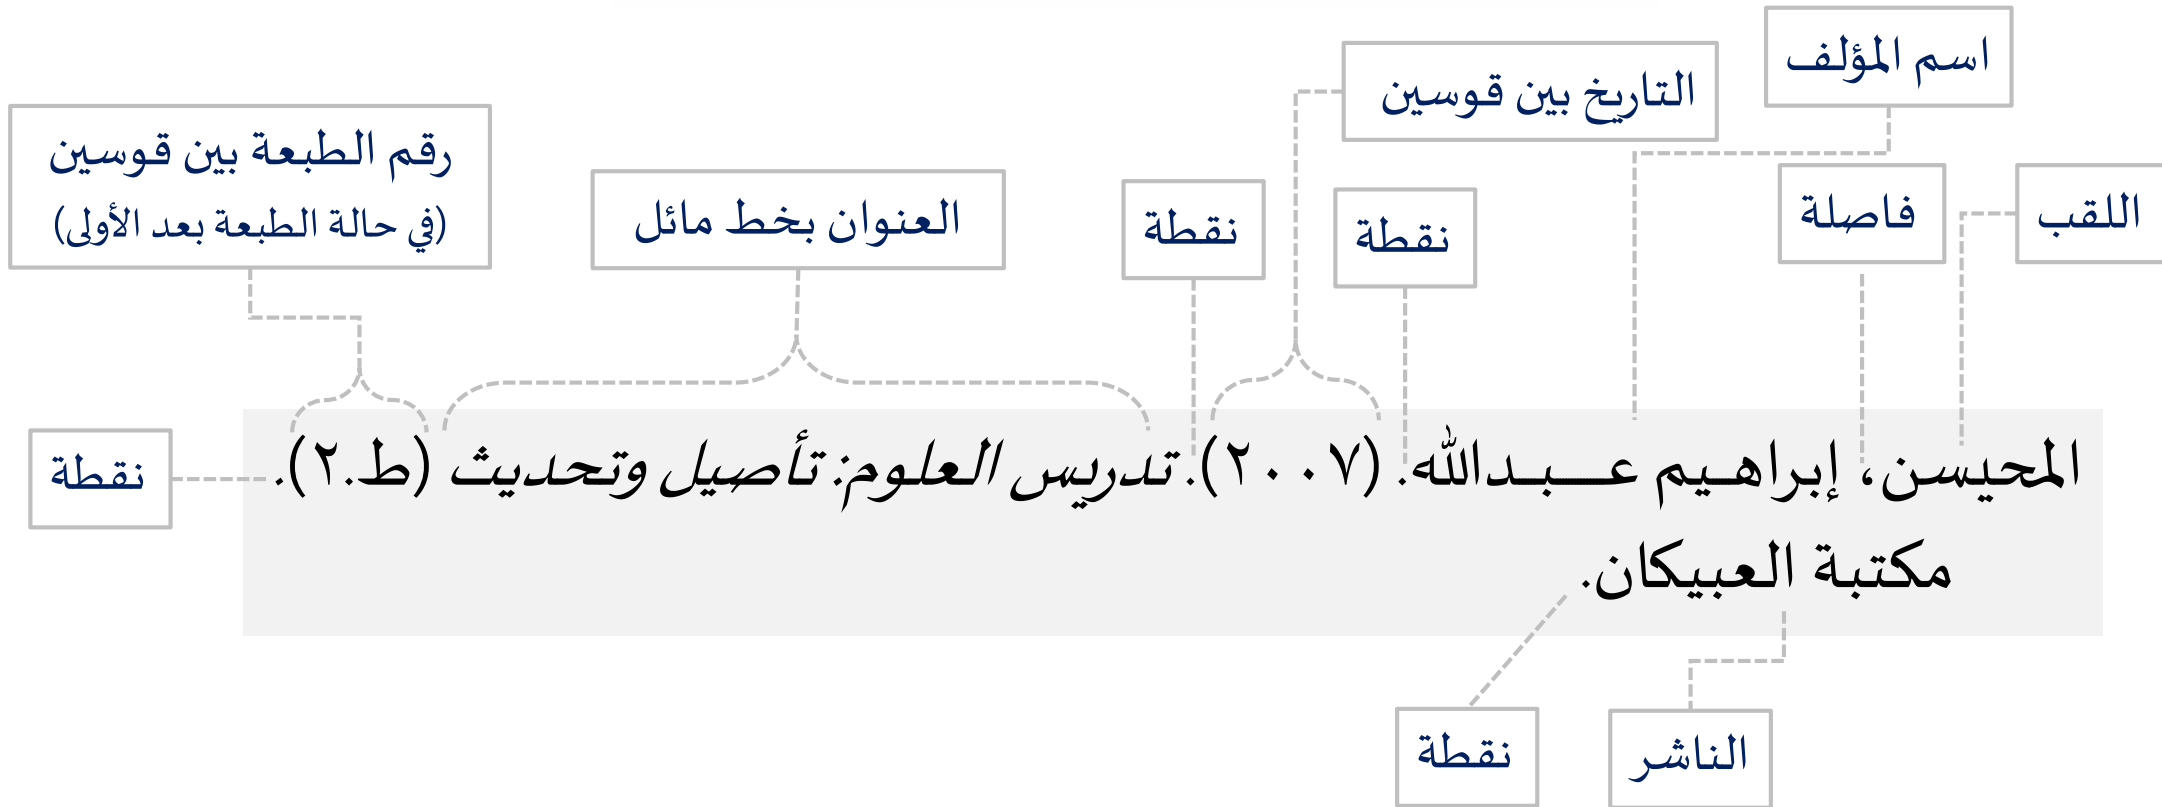 اسم المؤلف
التاريخ بين قوسين
رقم الطبعة بين قوسين
(في حالة الطبعة بعد الأولى)
اللقب
فاصلة
نقطة
نقطة
العنوان بخط مائل
المحيسن، إبراهيم عبدالله. (٢٠٠٧). تدريس العلوم: تأصيل وتحديث (ط.٢).
نقطة
مكتبة العبيكان.
الناشر
نقطة